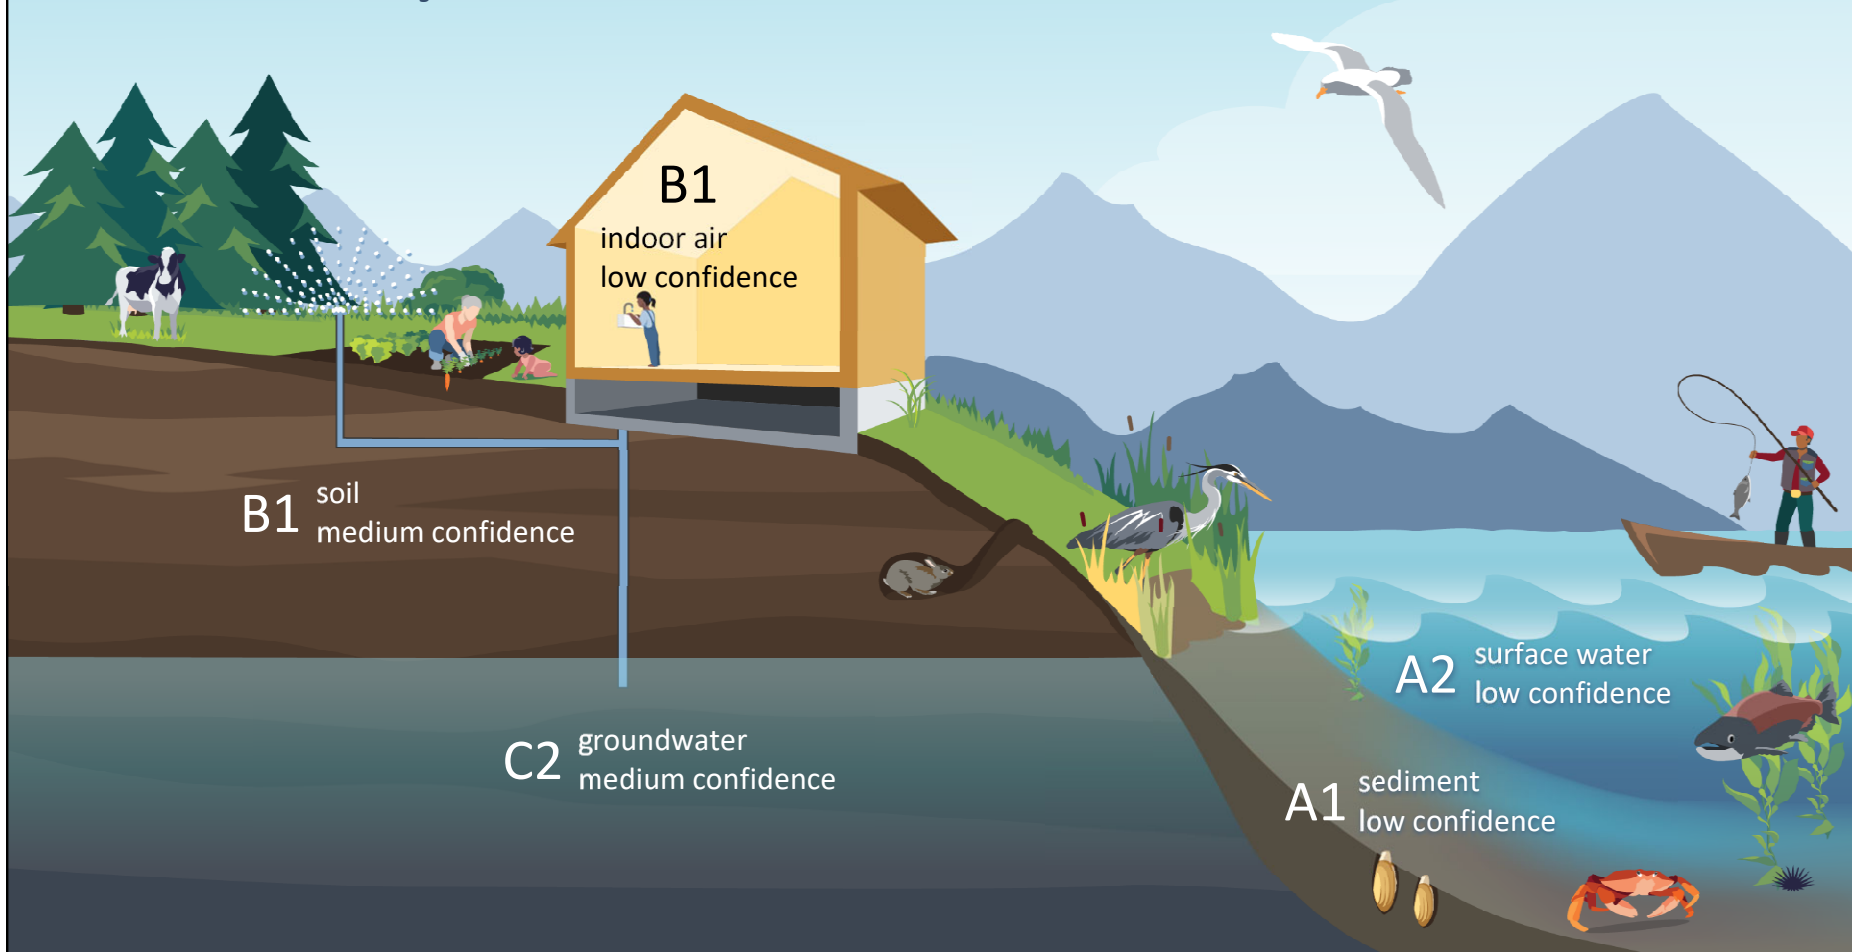 B1
indoor air
low confidence
B1
soil
medium confidence
C2
groundwater
medium confidence
A2
surface water
low confidence
A1
sediment
low confidence